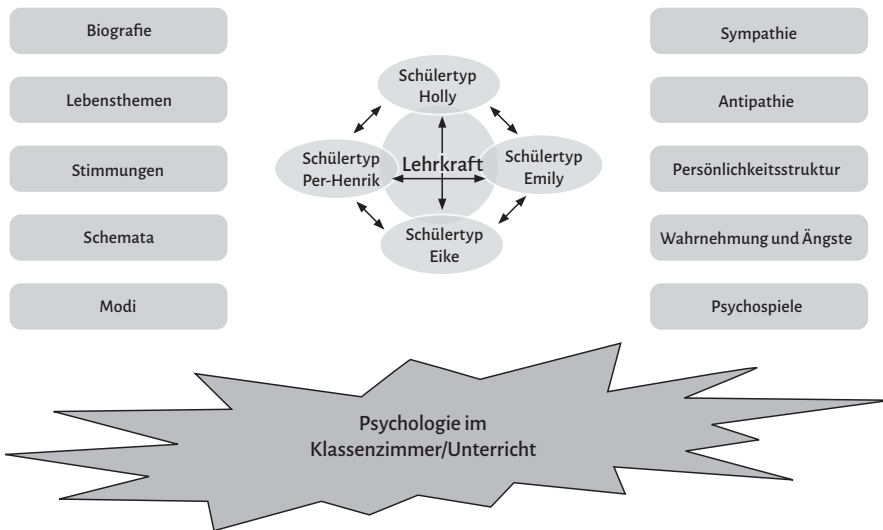 Biografie
Lebensthemen
Stimmungen
Schemata
Modi
Schülertyp
Holly
Schülertyp
Per-Henrik
Lehrkraft
Schülertyp
Emily
Schülertyp
Eike
Sympathie
Antipathie
Persönlichkeitsstruktur
Wahrnehmung und Ängste
Psychospiele
Psychologie im
Klassenzimmer/Unterricht